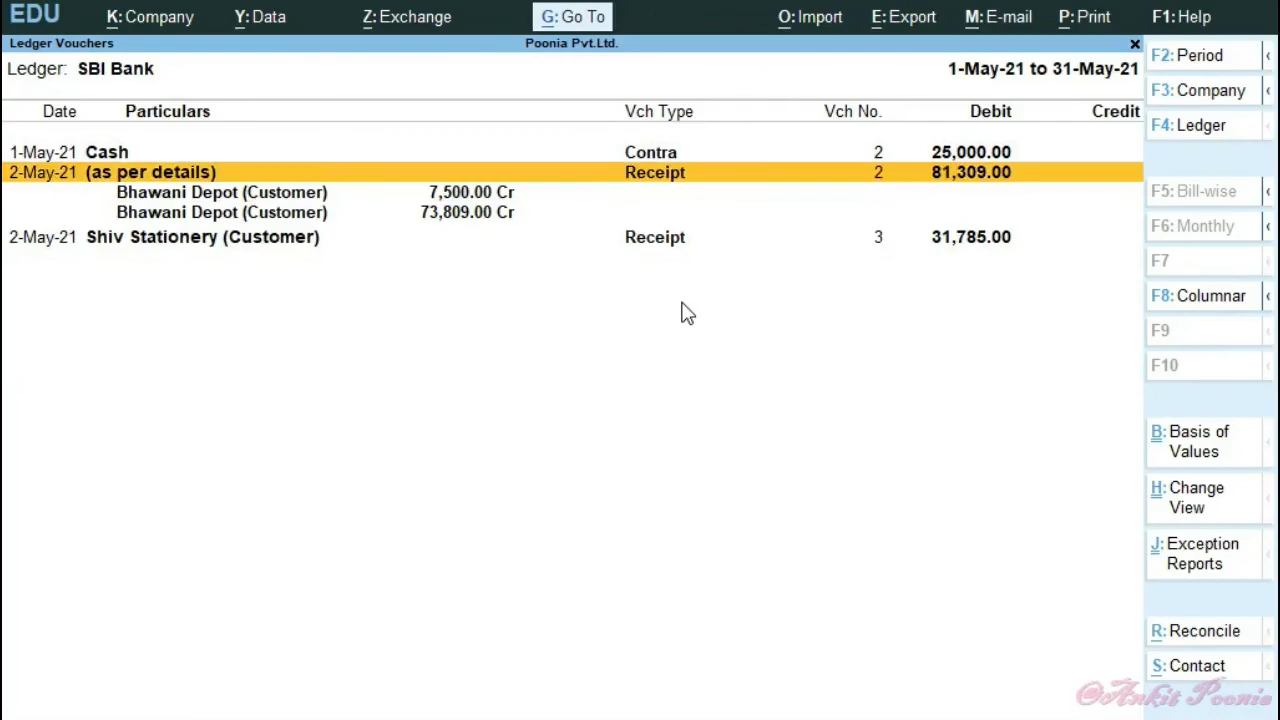 EDU K: Company Y: Data Z: Exchange G: Go To O: Import E: Export M: E-mail P: Print F1: Help
Ledger Vouchers Poonia Pvt.Ltd. ×
Ledger: SBI Bank 1-May-21 to 31-May-21
Date Particulars Vch Type Vch No. Debit Credit
1-May-21 Cash Contra 2 25,000.00
2-May-21 (as per details) Receipt 2 81,309.00
Bhawani Depot (Customer) 7,500.00 Cr
Bhawani Depot (Customer) 73,809.00 Cr
2-May-21 Shiv Stationery (Customer) Receipt 3 31,785.00
F2: Period
F3: Company
F4: Ledger
F5: Bill-wise
F6: Monthly
F7
F8: Columnar
F9
F10
B: Basis of
Values
H: Change
View
J: Exception
Reports
R: Reconcile
S: Contact
@Ankit Poonia